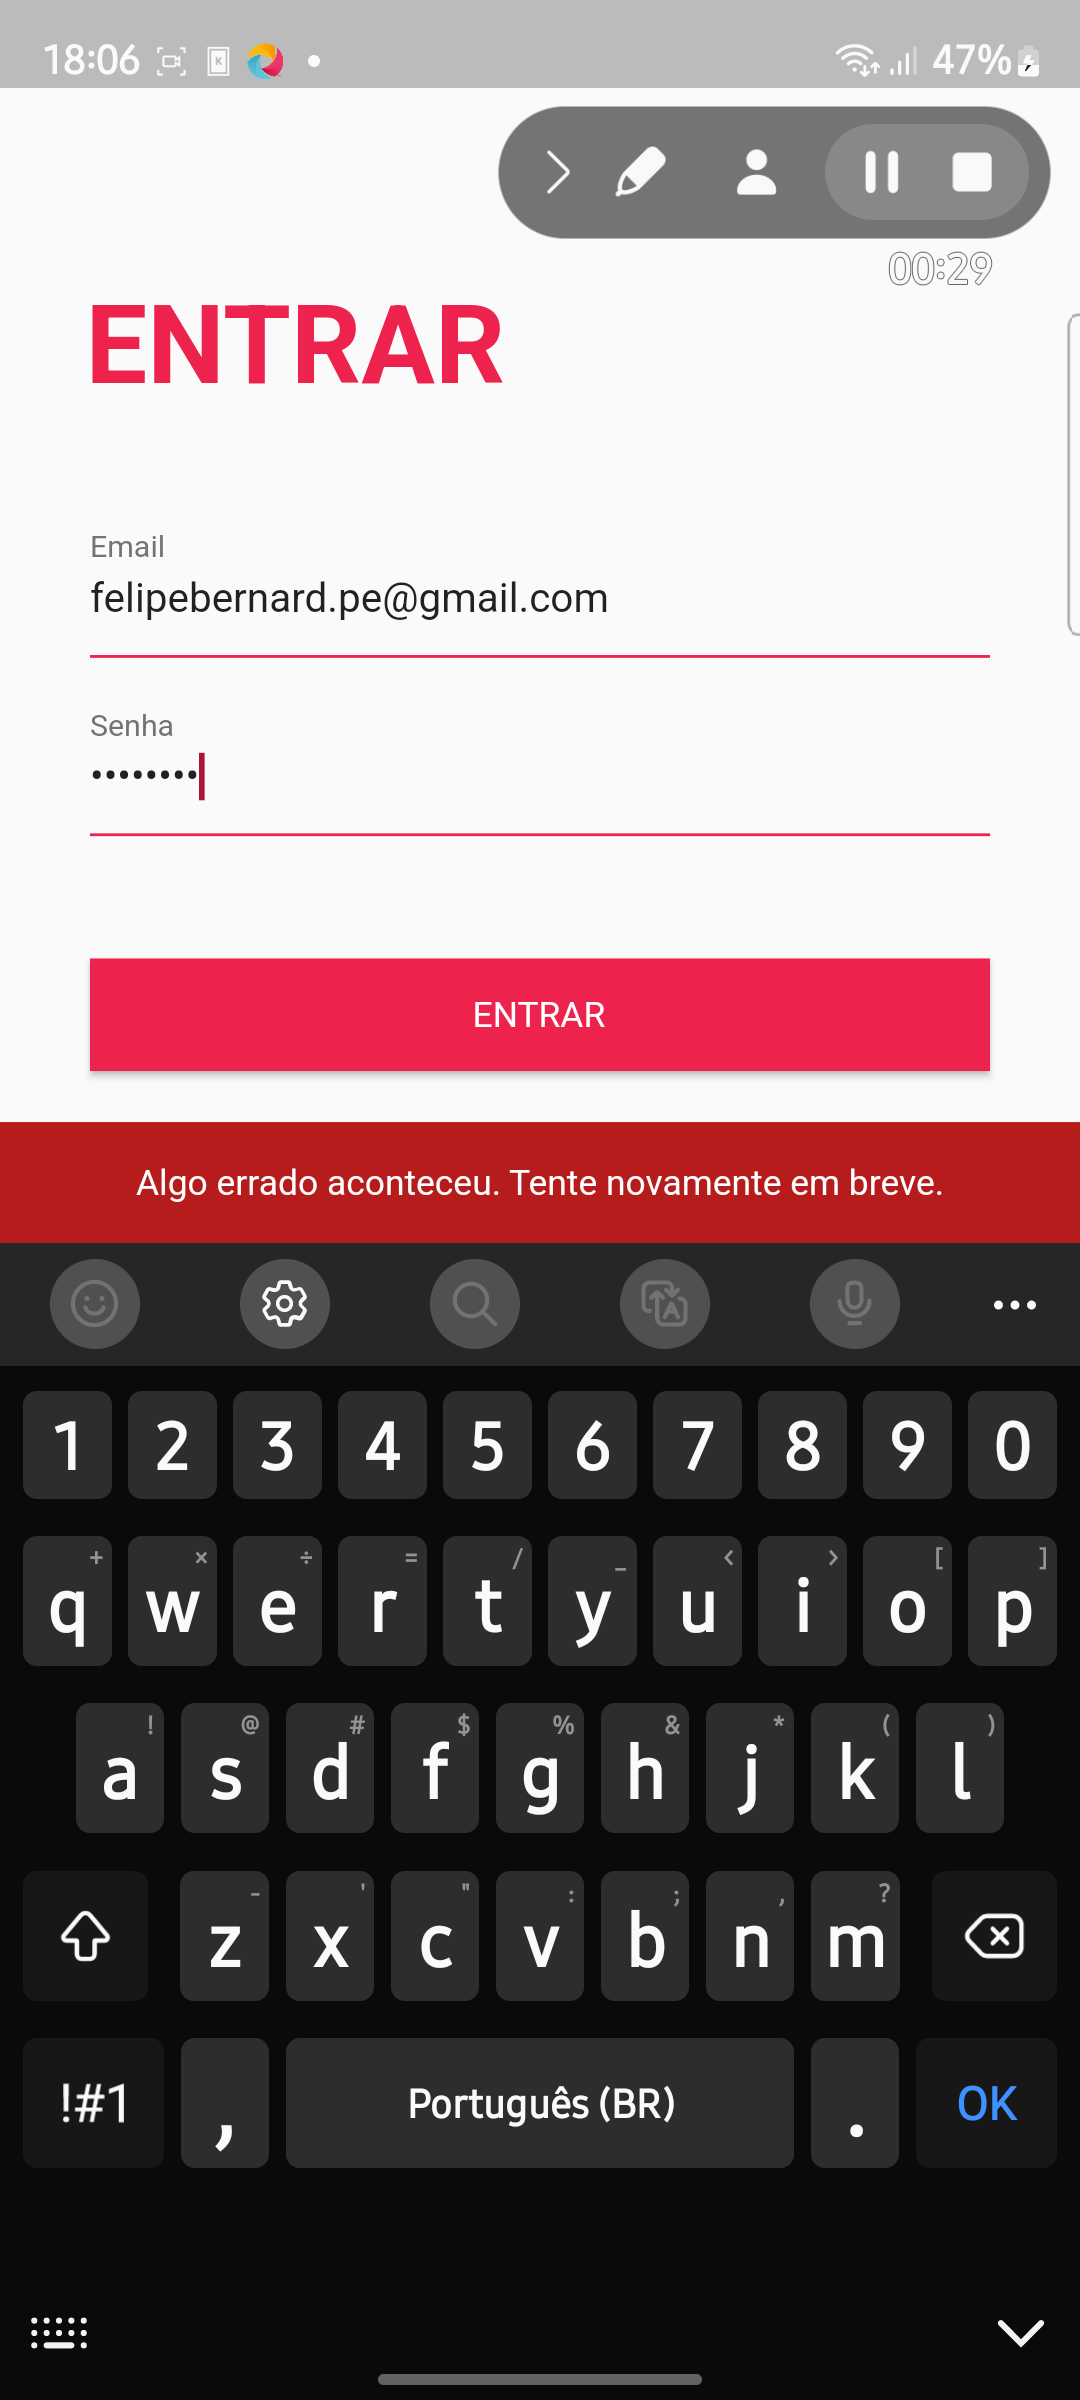 18:06
47%
00:29
ENTRAR
Email
felipebernard.pe@gmail.com
Senha
••••••••
ENTRAR
Algo errado aconteceu. Tente novamente em breve.
1 2 3 4 5 6 7 8 9 0
+ × ÷ = / _ < > [ ]
q w e r t y u i o p
! @ # $ % & * ( )
a s d f g h j k l
- ' " : ; , ?
z x c v b n m
!#1 , Português (BR) . OK